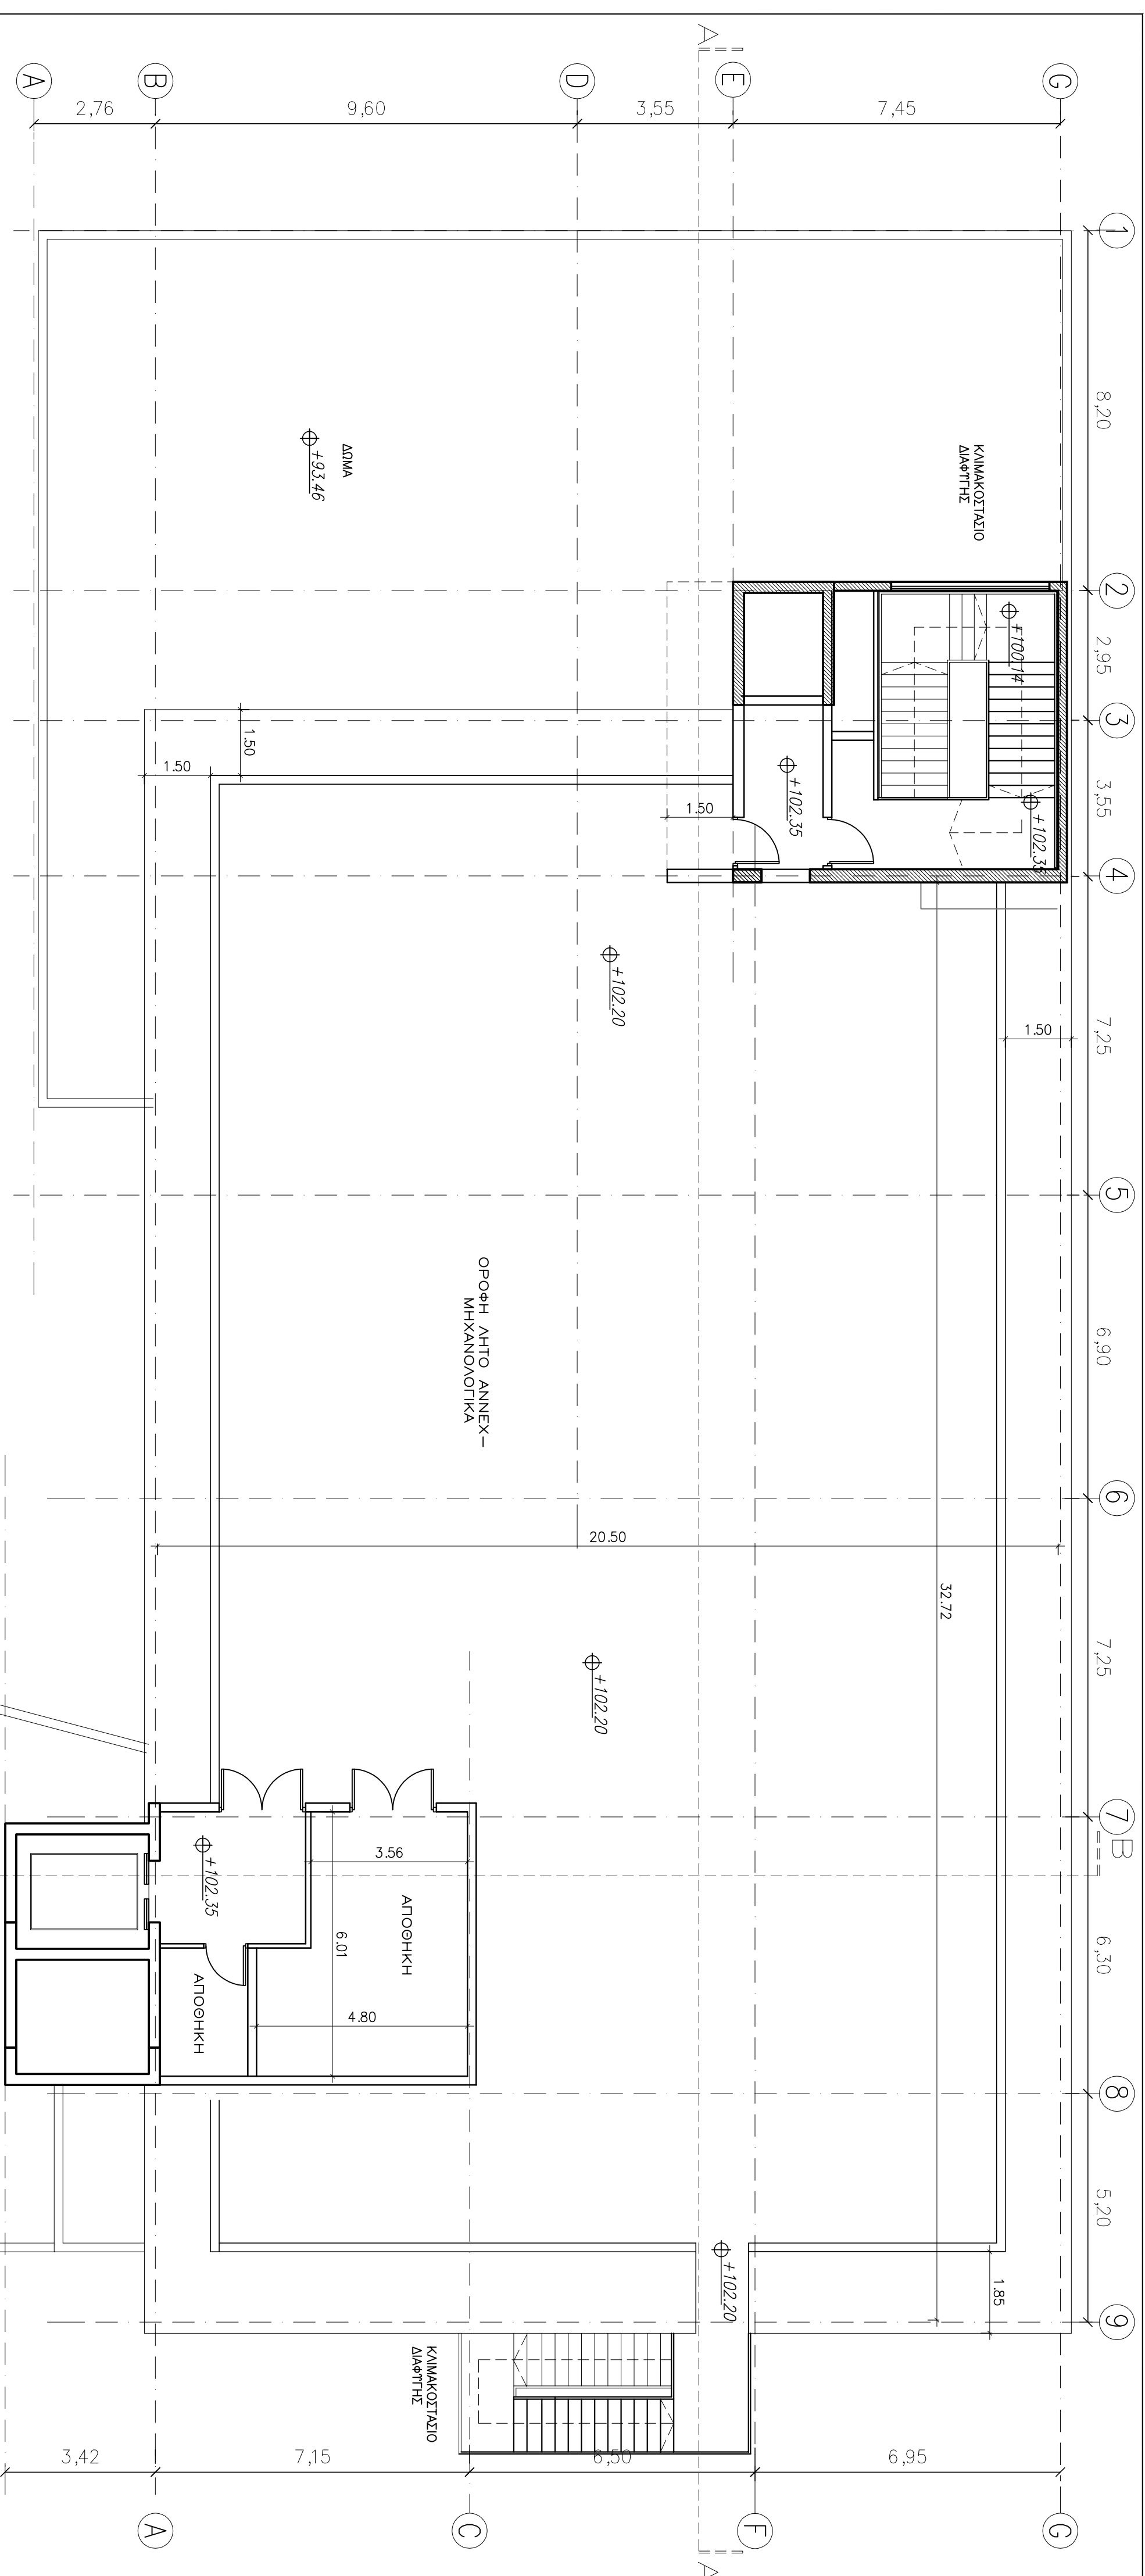 A
A
B
D
E
G
2,76
9,60
3,55
7,45
1
8,20
ΚΛΙΜΑΚΟΣΤΑΣΙΟ
ΔΙΑΦΤΓΗΣ
ΔΩΜΑ
+93.46
2
+100.14
2,95
3
1.50
1.50
+102.35
3,55
1.50
+102.35
4
+102.20
7,25
1.50
5
ΟΡΟΦΗ ΛΗΤΟ ΑΝΝΕΧ–
ΜΗΧΑΝΟΛΟΓΙΚΑ
6,90
6
20.50
32.72
+102.20
7,25
7
B
3.56
+102.35
ΑΠΟΘΗΚΗ
6.01
6,30
ΑΠΟΘΗΚΗ
4.80
8
5,20
+102.20
1.85
9
ΚΛΙΜΑΚΟΣΤΑΣΙΟ
ΔΙΑΦΤΓΗΣ
3,42
7,15
6,50
6,95
A
C
F
G
A